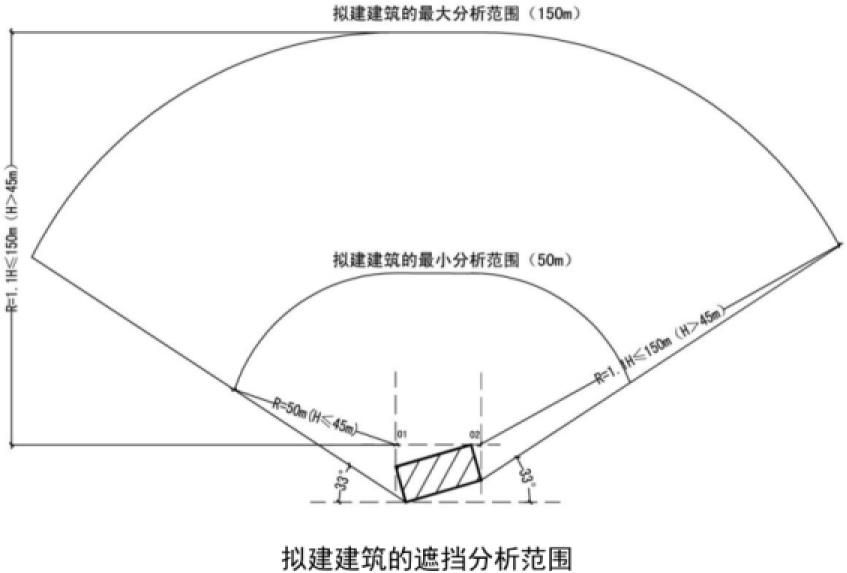 拟建建筑的最大分析范围（150m）
R=1.1H≤150m（H＞45m）
拟建建筑的最小分析范围（50m）
R=1.1H≤150m（H＞45m）
R=50m(H≤45m)
01
02
33°
33°
拟建建筑的遮挡分析范围